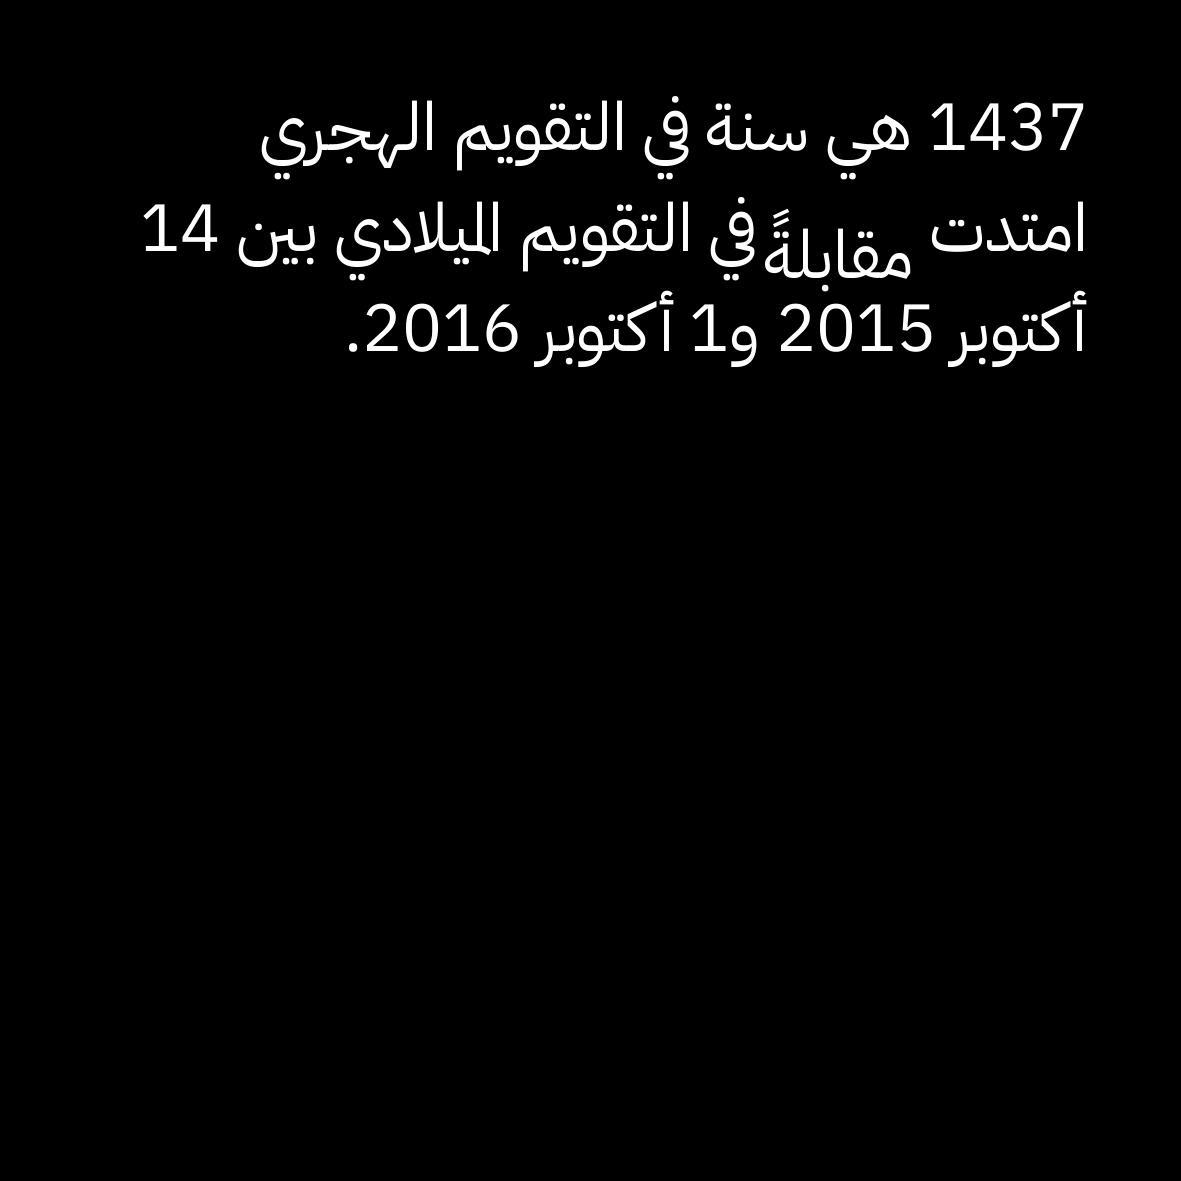 1437 هي سنة في التقويم الهجري
امتدت مقابلةً في التقويم الميلادي بين 14
أكتوبر 2015 و1 أكتوبر 2016.